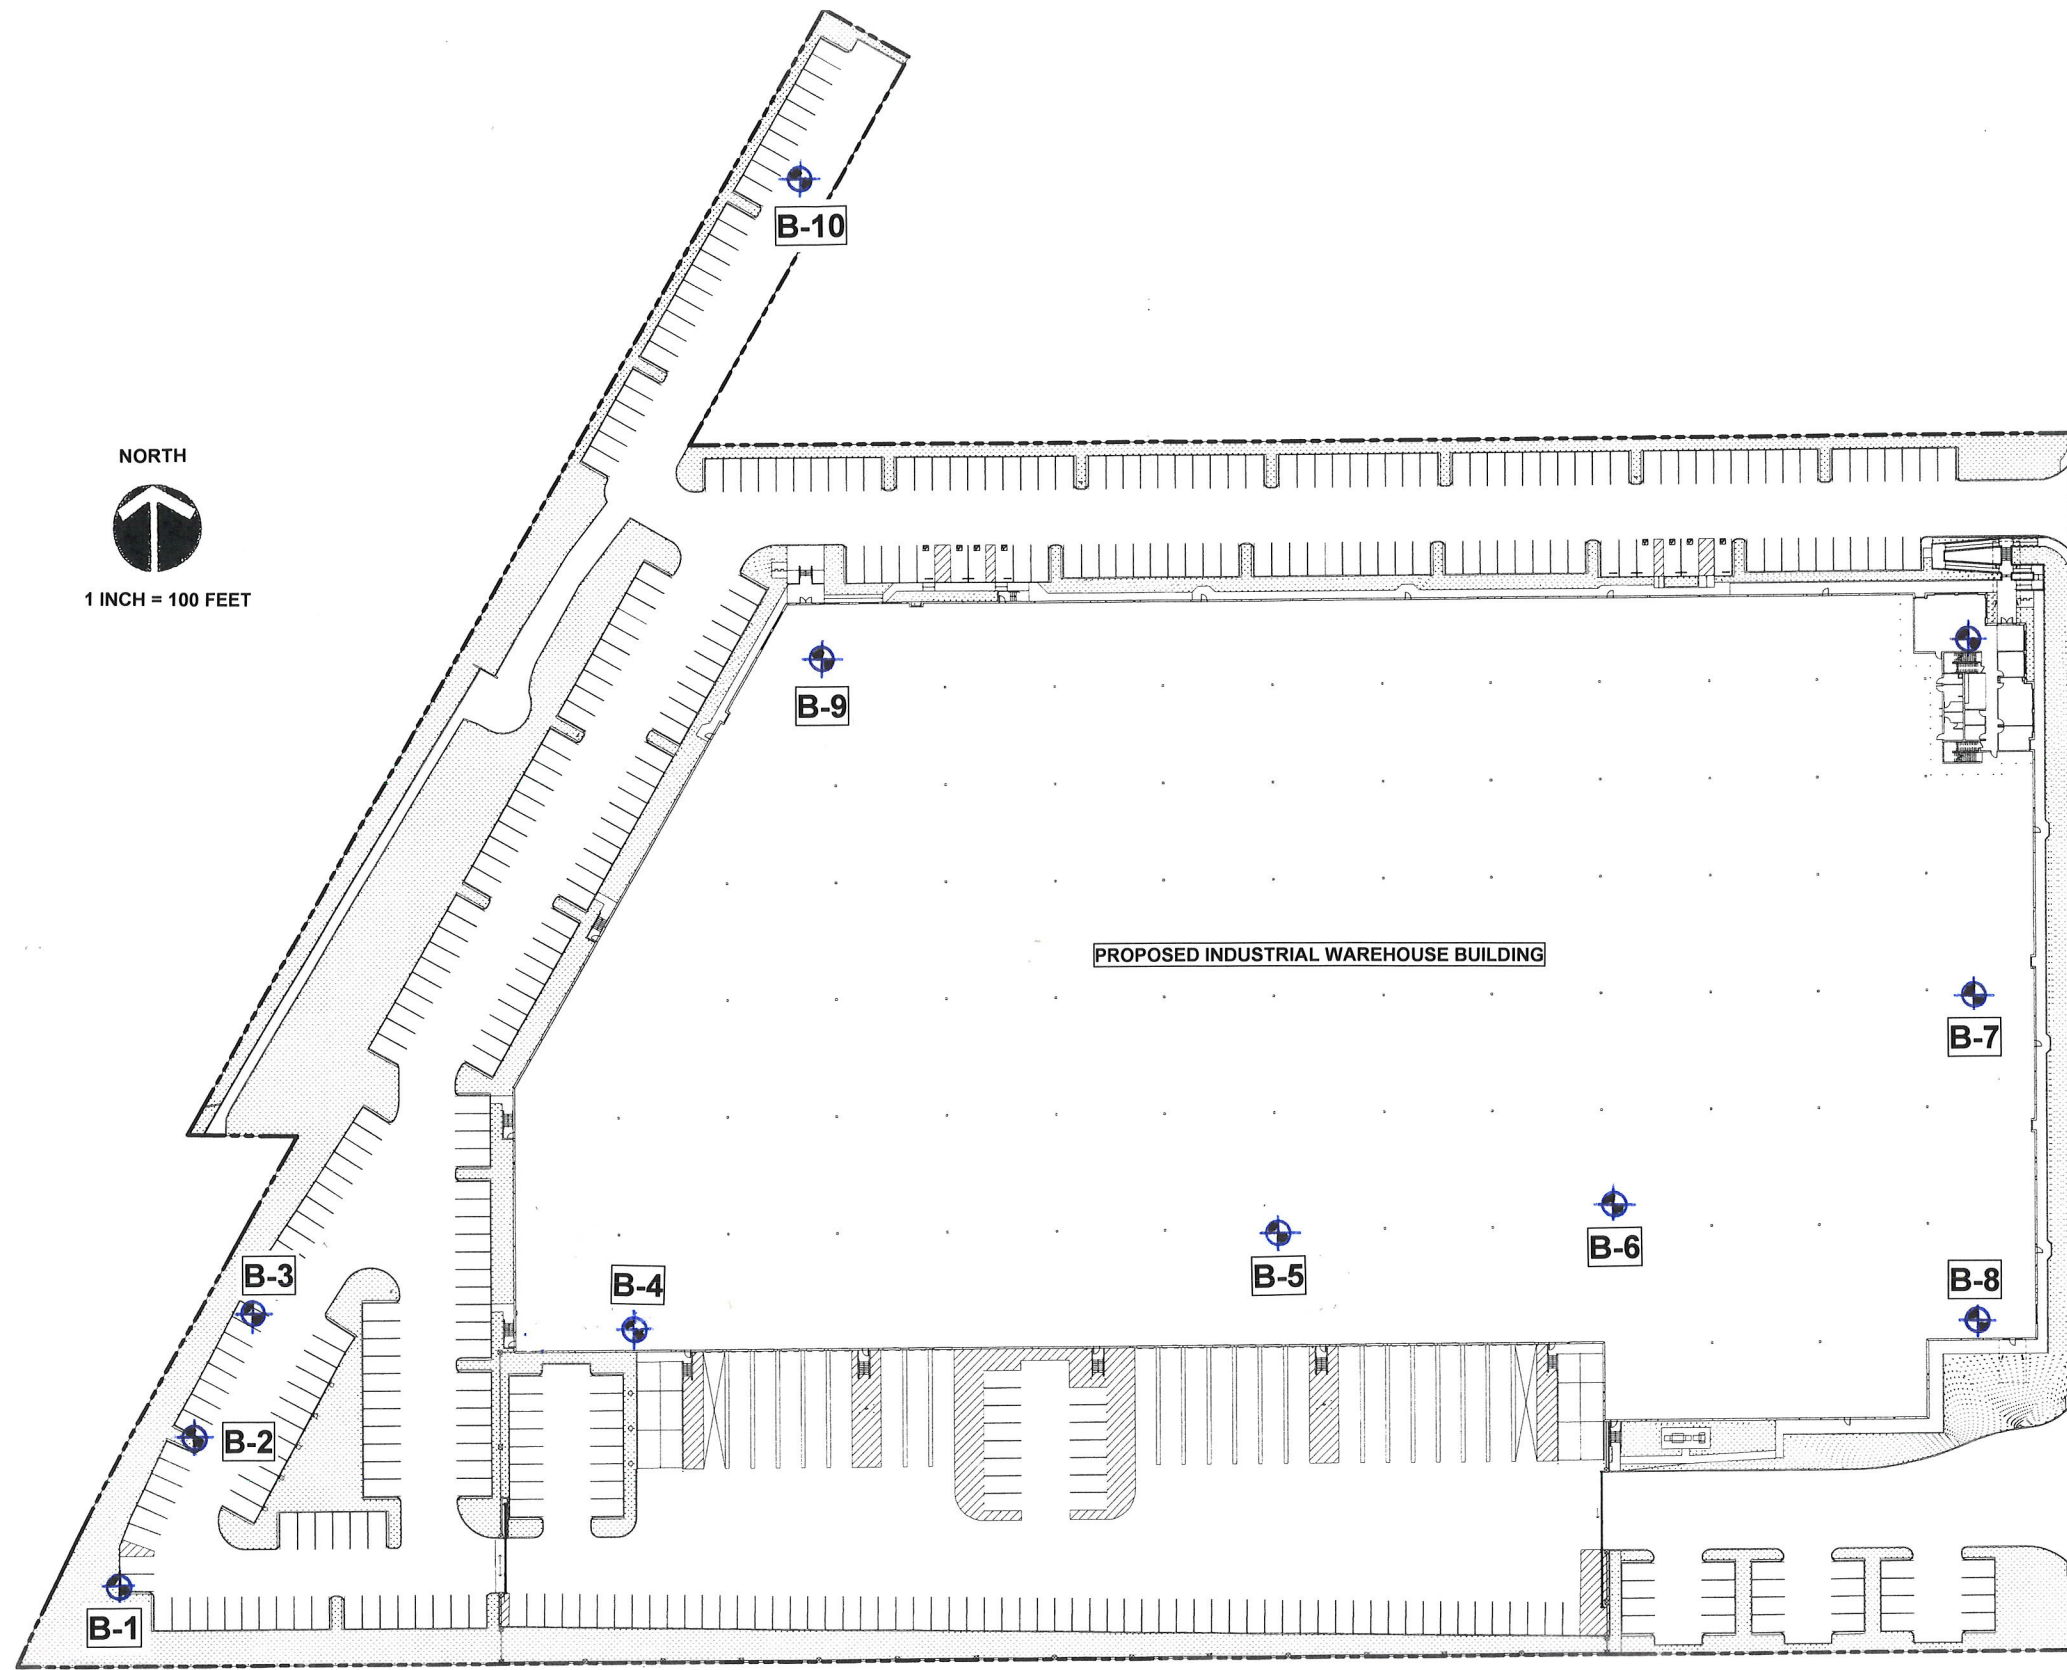 B-10
NORTH
1 INCH = 100 FEET
B-9
PROPOSED INDUSTRIAL WAREHOUSE BUILDING
B-7
B-6
B-3
B-4
B-5
B-8
B-2
B-1